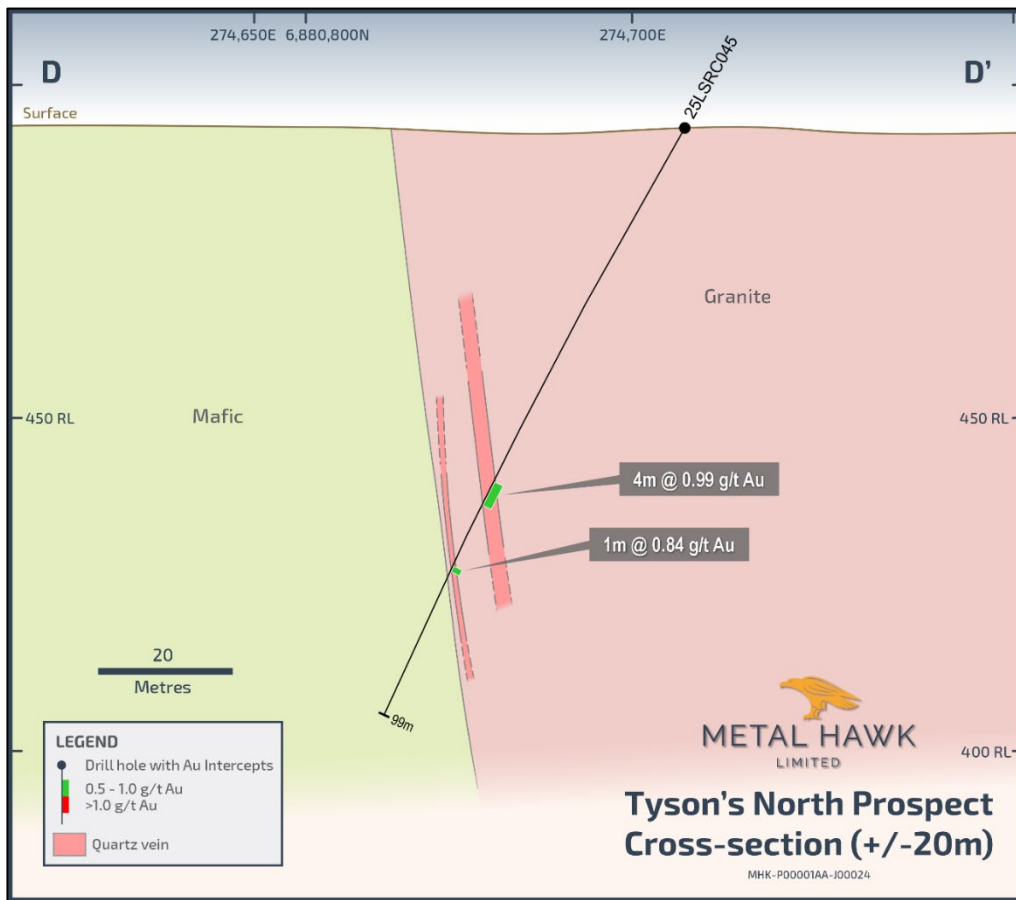 274,650E 6,880,800N
274,700E
D
D'
25LSRC045
Surface
Granite
Mafic
450 RL
450 RL
4m @ 0.99 g/t Au
1m @ 0.84 g/t Au
20
Metres
99m
METAL HAWK
LIMITED
400 RL
LEGEND
Drill hole with Au Intercepts
0.5 - 1.0 g/t Au
>1.0 g/t Au
Quartz vein
Tyson's North Prospect
Cross-section (+/-20m)
MHK-P00001AA-J00024